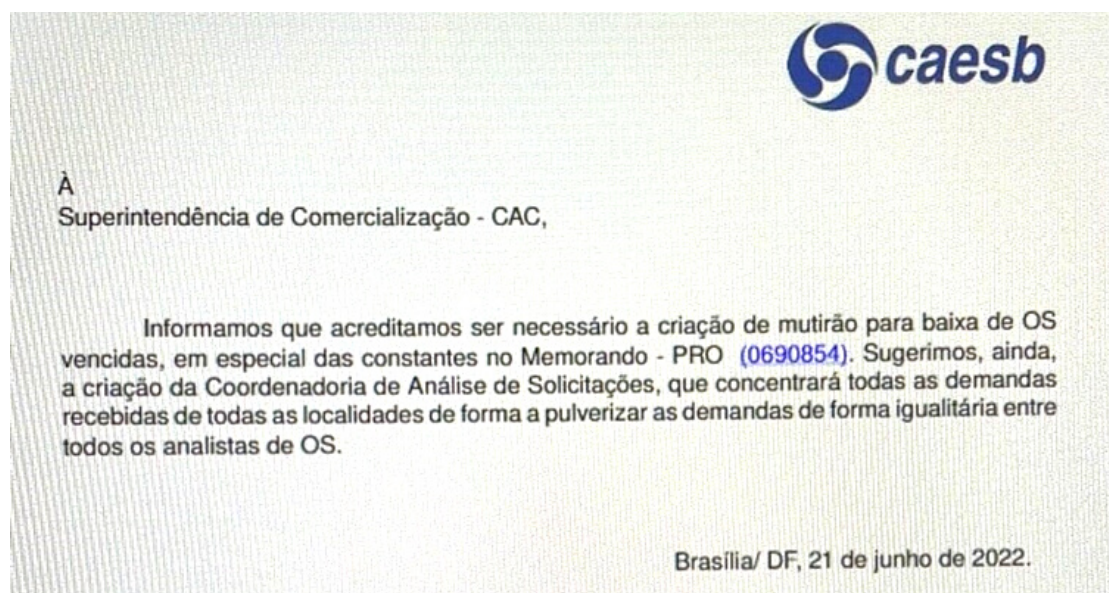 caesb
À
Superintendência de Comercialização - CAC,
Informamos que acreditamos ser necessário a criação de mutirão para baixa de OS
vencidas, em especial das constantes no Memorando - PRO (0690854). Sugerimos, ainda,
a criação da Coordenadoria de Análise de Solicitações, que concentrará todas as demandas
recebidas de todas as localidades de forma a pulverizar as demandas de forma igualitária entre
todos os analistas de OS.
Brasília/ DF, 21 de junho de 2022.